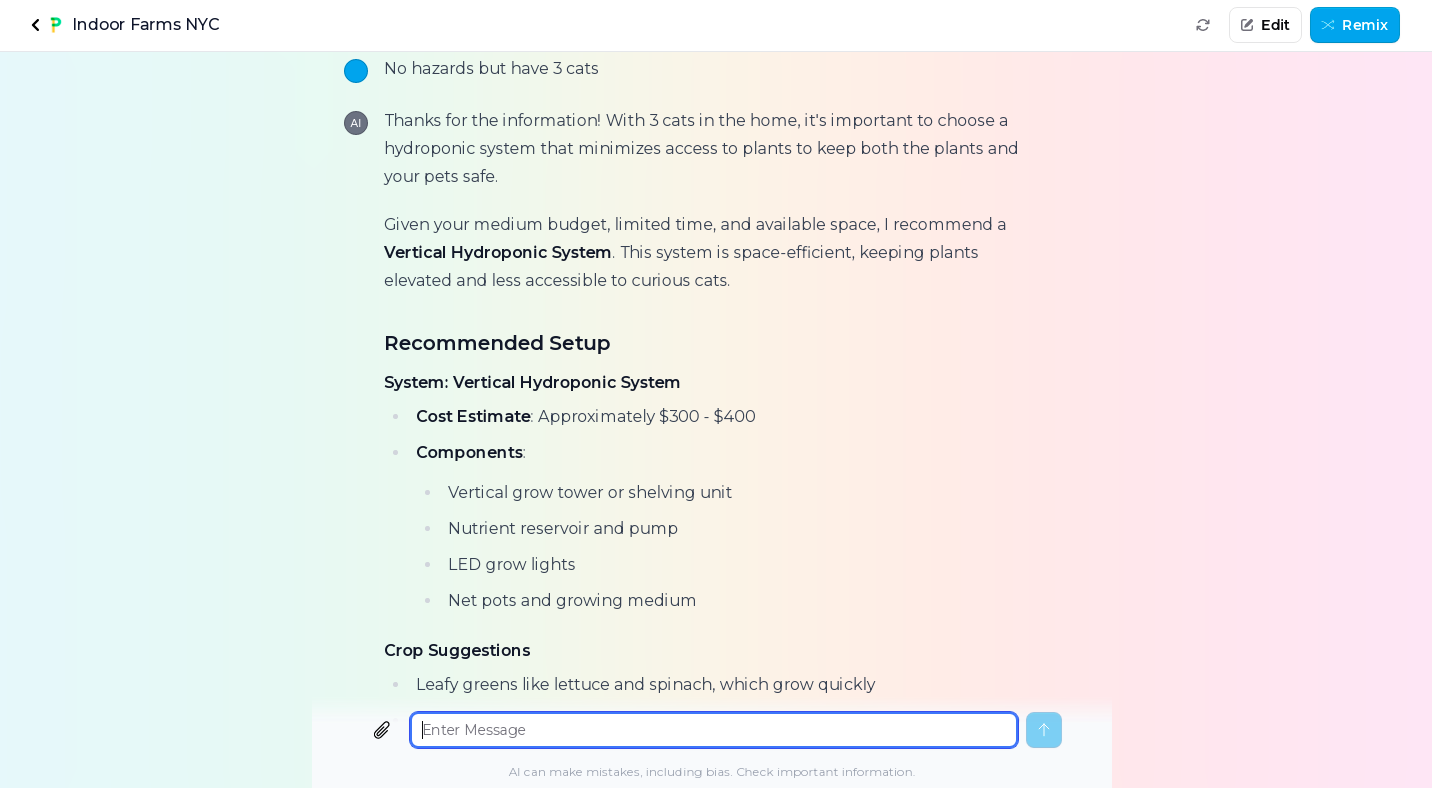 Indoor Farms NYC
Edit
Remix
No hazards but have 3 cats
AI
Thanks for the information! With 3 cats in the home, it's important to choose a
hydroponic system that minimizes access to plants to keep both the plants and
your pets safe.
Given your medium budget, limited time, and available space, I recommend a
Vertical Hydroponic System. This system is space-efficient, keeping plants
elevated and less accessible to curious cats.
Recommended Setup
System: Vertical Hydroponic System
Cost Estimate: Approximately $300 - $400
Components:
Vertical grow tower or shelving unit
Nutrient reservoir and pump
LED grow lights
Net pots and growing medium
Crop Suggestions
Leafy greens like lettuce and spinach, which grow quickly
Enter Message
AI can make mistakes, including bias. Check important information.